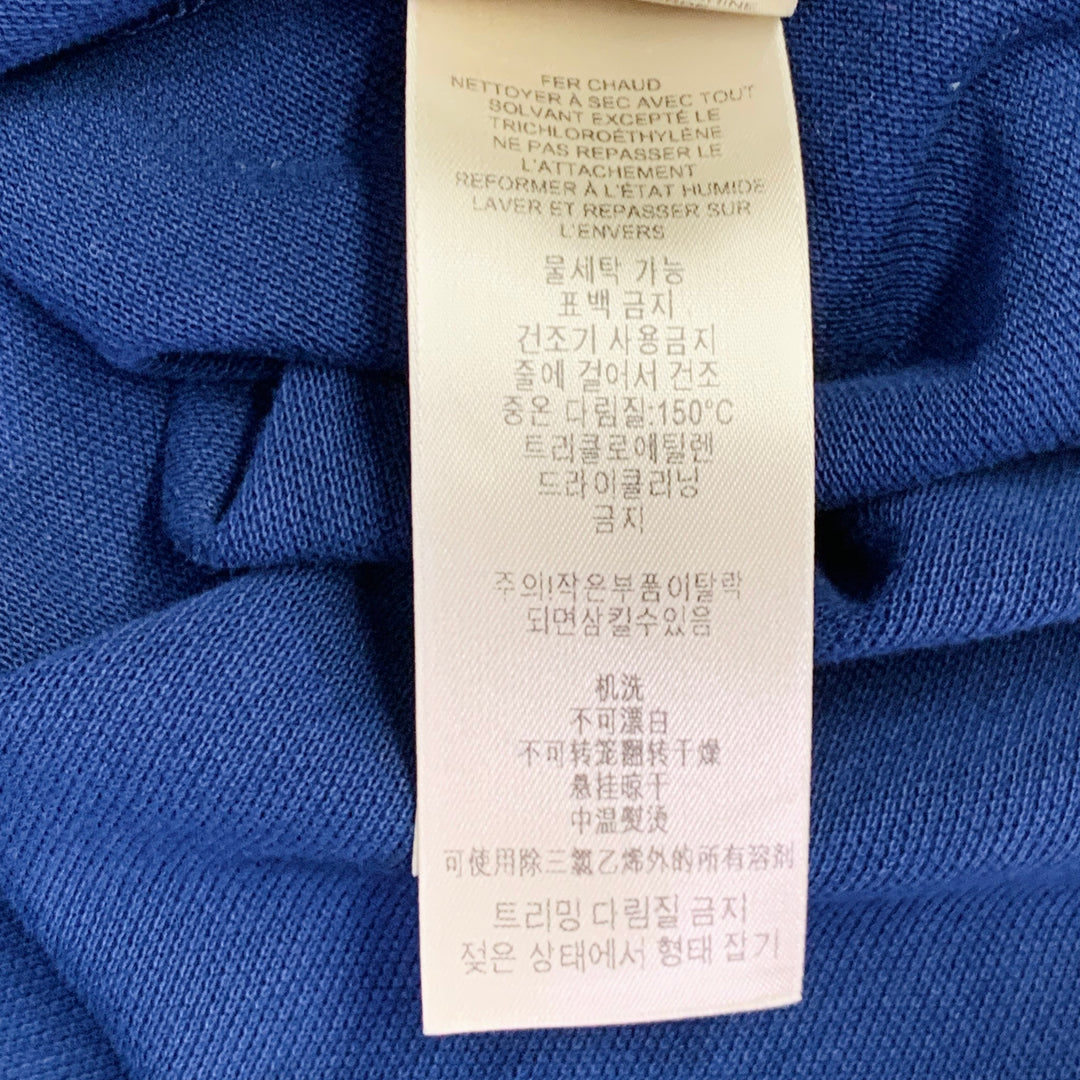 FER CHAUD
NETTOYER À SEC AVEC TOUT
SOLVANT EXCEPTÉ LE
TRICHLOROÉTHYLÈNE
NE PAS REPASSER LE
L'ATTACHEMENT
REFORMER À L'ÉTAT HUMIDE
LAVER ET REPASSER SUR
L'ENVERS
물세탁 가능
표백 금지
건조기 사용금지
줄에 걸어서 건조
중온 다림질:150°C
트리클로에틸렌
드라이클리닝
금지
주의!작은부품이탈락
되면삼킬수있음
机洗
不可漂白
不可转笼翻转干燥
悬挂晾干
中温熨烫
可使用除三氯乙烯外的所有溶剂
트리밍 다림질 금지
젖은 상태에서 형태 잡기